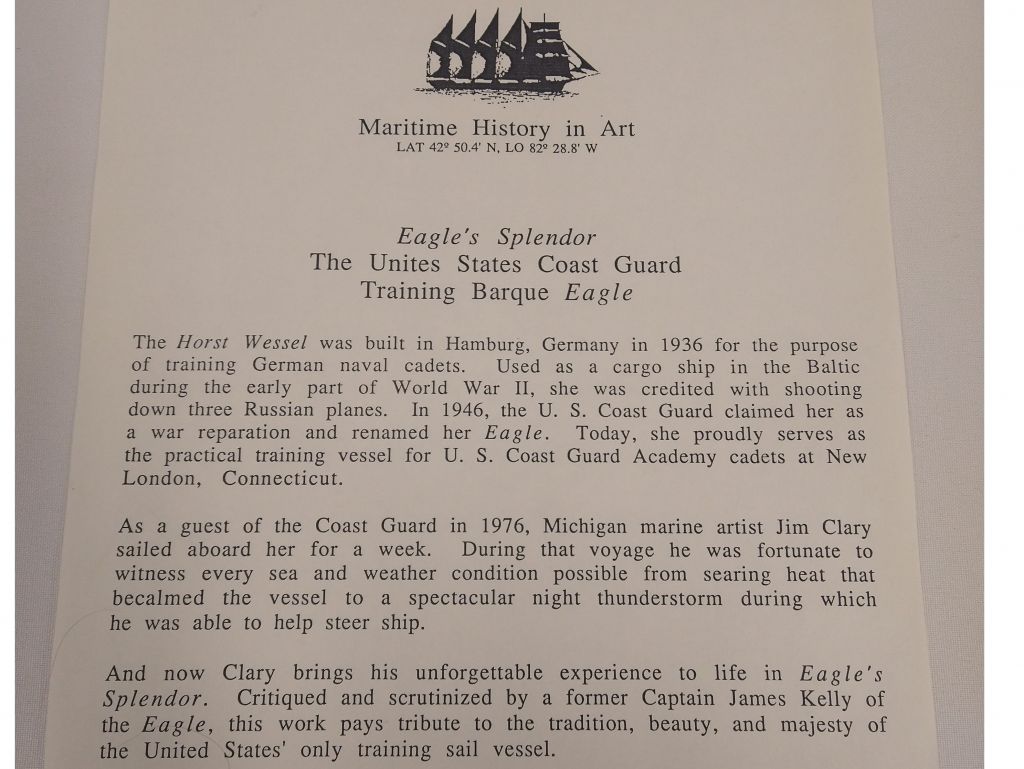 Maritime History in Art
LAT 42º 50.4' N, LO 82º 28.8' W
Eagle's Splendor
The Unites States Coast Guard
Training Barque Eagle
The Horst Wessel was built in Hamburg, Germany in 1936 for the purpose
of training German naval cadets. Used as a cargo ship in the Baltic
during the early part of World War II, she was credited with shooting
down three Russian planes. In 1946, the U. S. Coast Guard claimed her as
a war reparation and renamed her Eagle. Today, she proudly serves as
the practical training vessel for U. S. Coast Guard Academy cadets at New
London, Connecticut.
As a guest of the Coast Guard in 1976, Michigan marine artist Jim Clary
sailed aboard her for a week. During that voyage he was fortunate to
witness every sea and weather condition possible from searing heat that
becalmed the vessel to a spectacular night thunderstorm during which
he was able to help steer ship.
And now Clary brings his unforgettable experience to life in Eagle's
Splendor. Critiqued and scrutinized by a former Captain James Kelly of
the Eagle, this work pays tribute to the tradition, beauty, and majesty of
the United States' only training sail vessel.